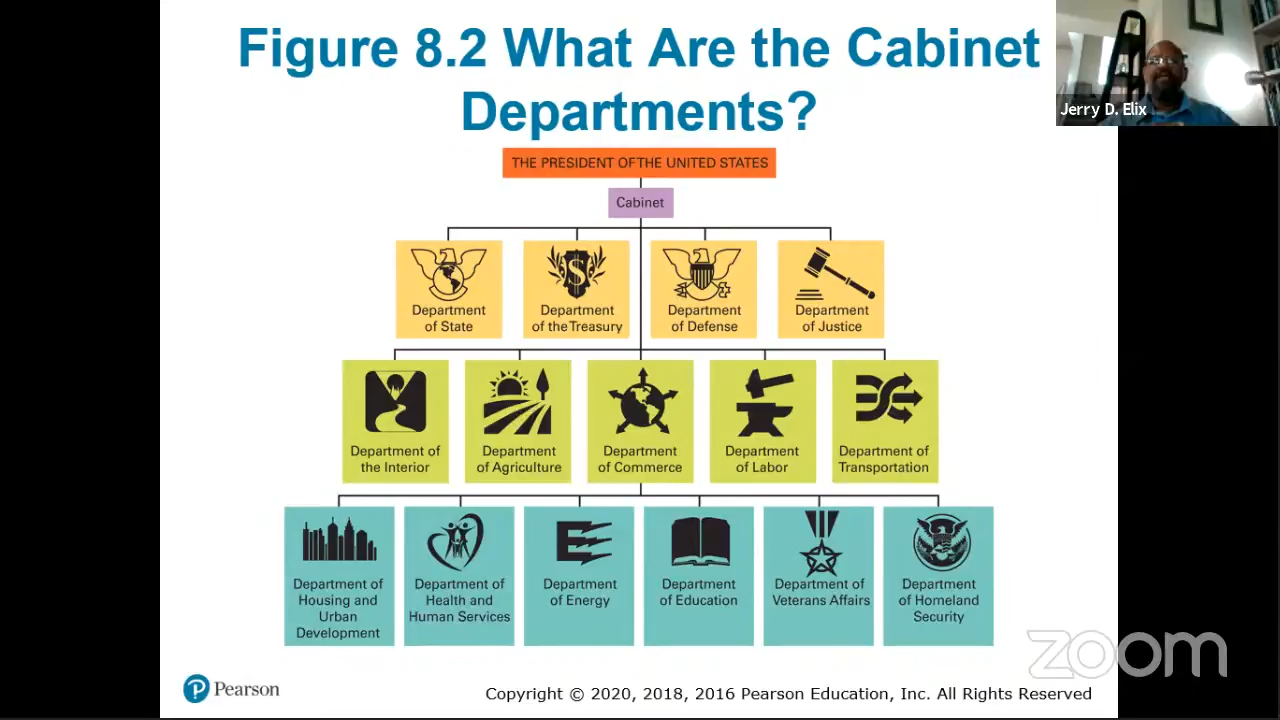 Figure 8.2 What Are the Cabinet
Departments?
Jerry D. Elix
THE PRESIDENT OF THE UNITED STATES
Cabinet
Department
of State
Department
of the Treasury
Department
of Defense
Department
of Justice
Department of
the Interior
Department
of Agriculture
Department
of Commerce
Department
of Labor
Department of
Transportation
Department of
Housing and
Urban
Development
Department of
Health and
Human Services
Department
of Energy
Department
of Education
Department of
Veterans Affairs
Department
of Homeland
Security
zoom
P Pearson
Copyright © 2020, 2018, 2016 Pearson Education, Inc. All Rights Reserved